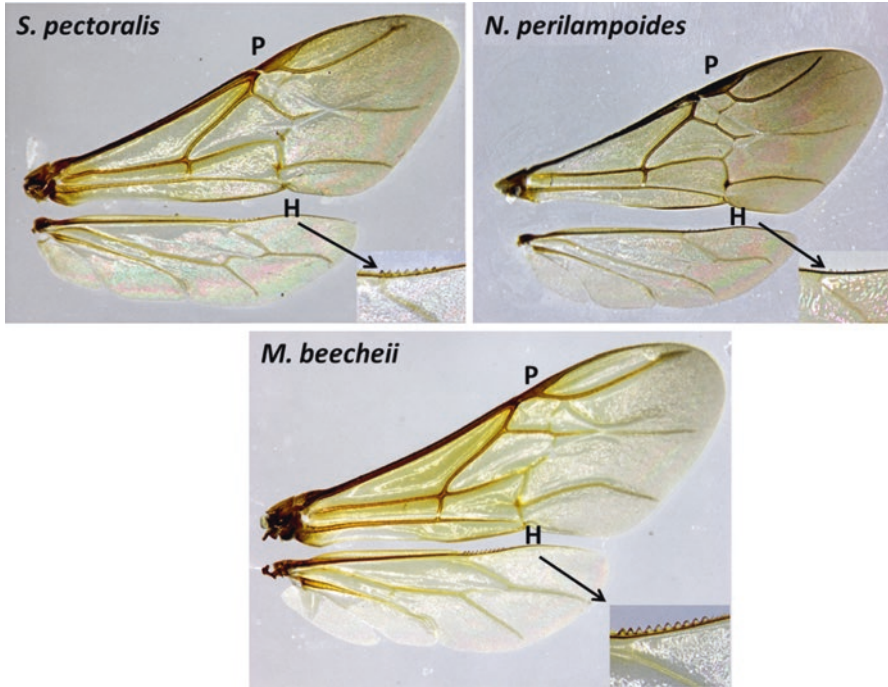 S. pectoralis
P
H
N. perilampoides
P
H
M. beecheii
P
H